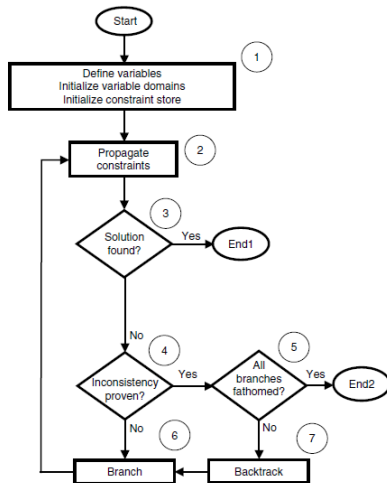 Start
1
Define variables
Initialize variable domains
Initialize constraint store
2
Propagate
constraints
3
Solution
found?
Yes
End1
No
4
Inconsistency
proven?
Yes
5
All
branches
fathomed?
Yes
End2
No
6
No
7
Branch
Backtrack